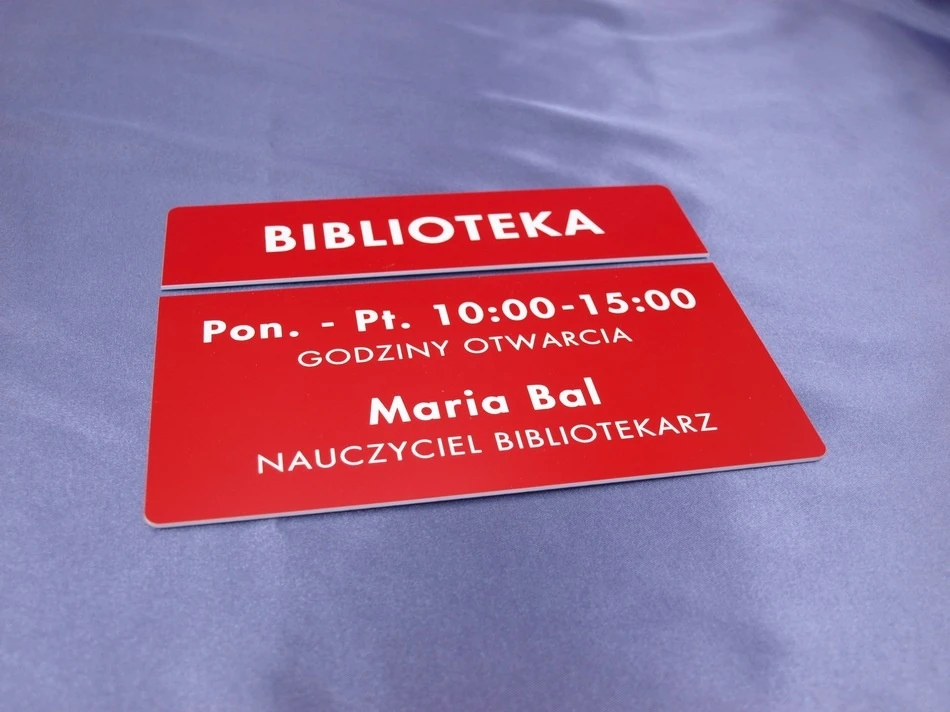 BIBLIOTEKA
Pon. - Pt. 10:00-15:00
GODZINY OTWARCIA
Maria Bal
NAUCZYCIEL BIBLIOTEKARZ